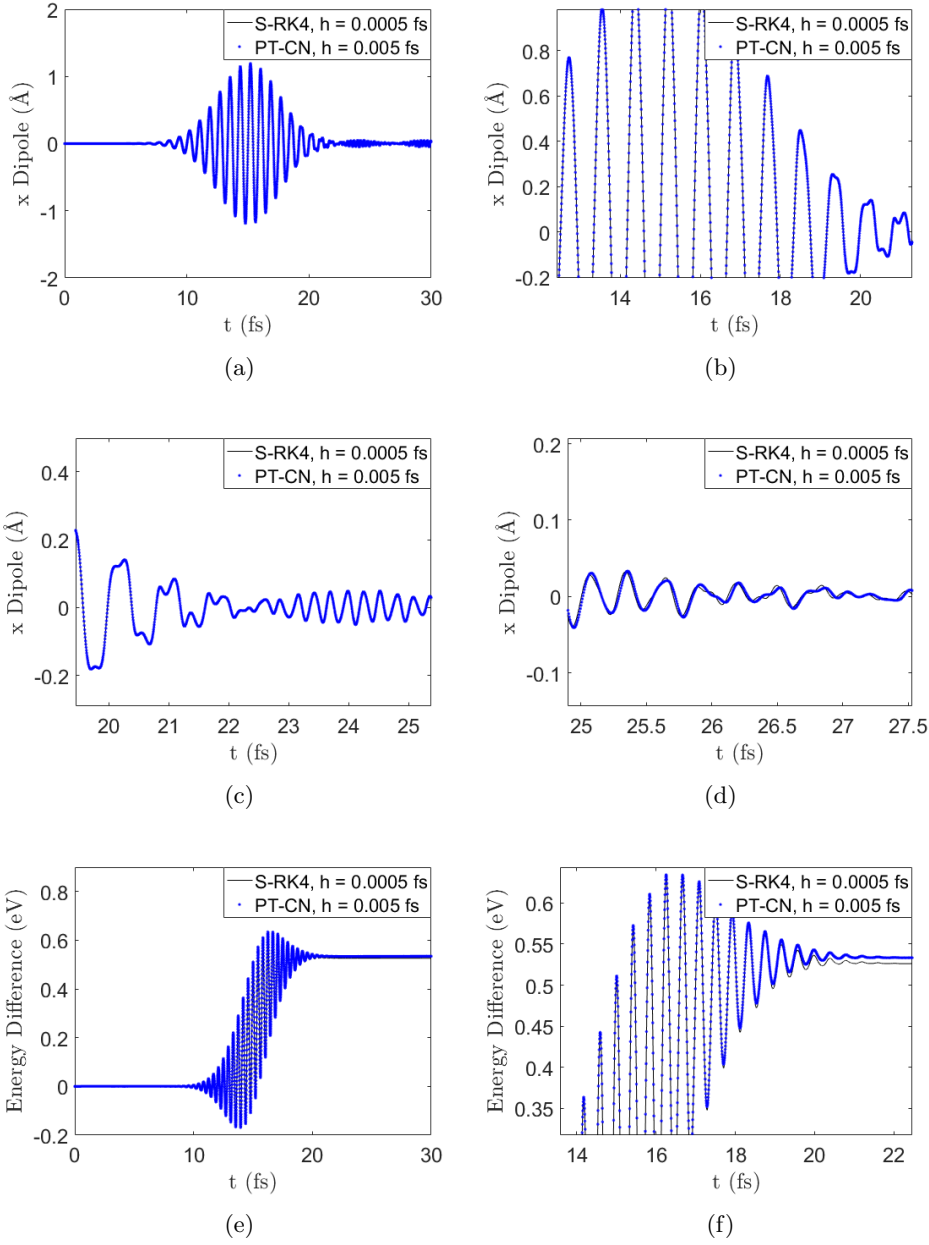 2
1
0
-1
-2
x Dipole (Å)
S-RK4, h = 0.0005 fs
PT-CN, h = 0.005 fs
0
10
20
30
t (fs)
(a)
0.8
0.6
0.4
0.2
0
-0.2
x Dipole (Å)
S-RK4, h = 0.0005 fs
PT-CN, h = 0.005 fs
14
16
18
20
t (fs)
(b)
0.4
0.2
0
-0.2
x Dipole (Å)
S-RK4, h = 0.0005 fs
PT-CN, h = 0.005 fs
20
21
22
23
24
25
t (fs)
(c)
0.2
0.1
0
-0.1
x Dipole (Å)
S-RK4, h = 0.0005 fs
PT-CN, h = 0.005 fs
25
25.5
26
26.5
27
27.5
t (fs)
(d)
0.8
0.6
0.4
0.2
0
-0.2
Energy Difference (eV)
S-RK4, h = 0.0005 fs
PT-CN, h = 0.005 fs
0
10
20
30
t (fs)
(e)
0.6
0.55
0.5
0.45
0.4
0.35
Energy Difference (eV)
S-RK4, h = 0.0005 fs
PT-CN, h = 0.005 fs
14
16
18
20
22
t (fs)
(f)